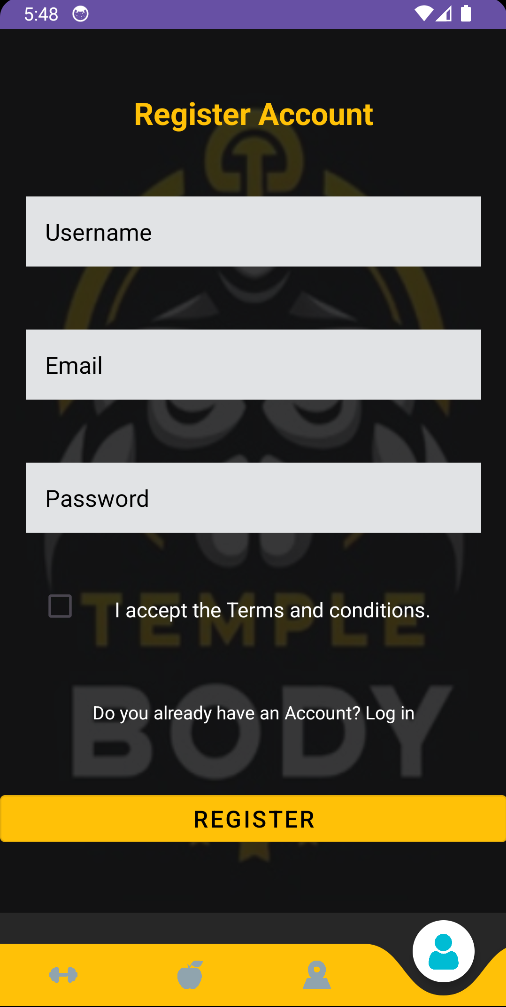 5:48
Register Account
Username
Email
Password
I accept the Terms and conditions.
TEMPLE
Do you already have an Account? Log in
BODY
REGISTER